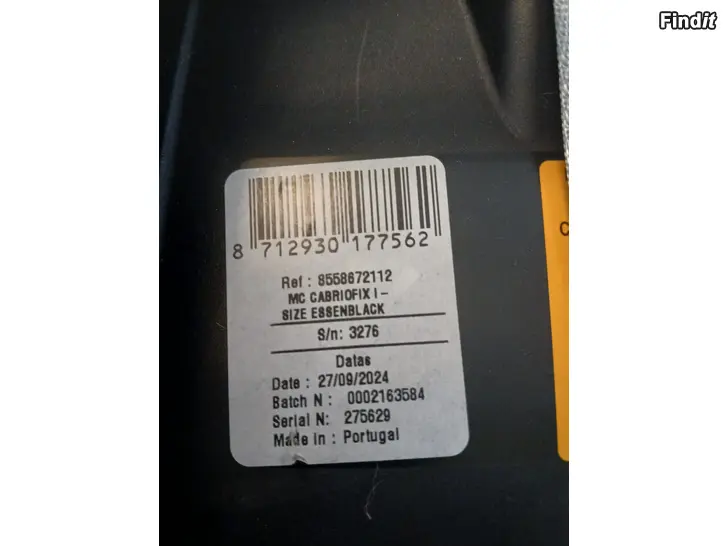 Findit
8 712930 177562
Ref : 8558672112
MC CABRIOFIX I-
SIZE ESSENBLACK
S/n: 3276
Datas
Date : 27/09/2024
Batch N : 0002163584
Serial N: 275629
Made in : Portugal